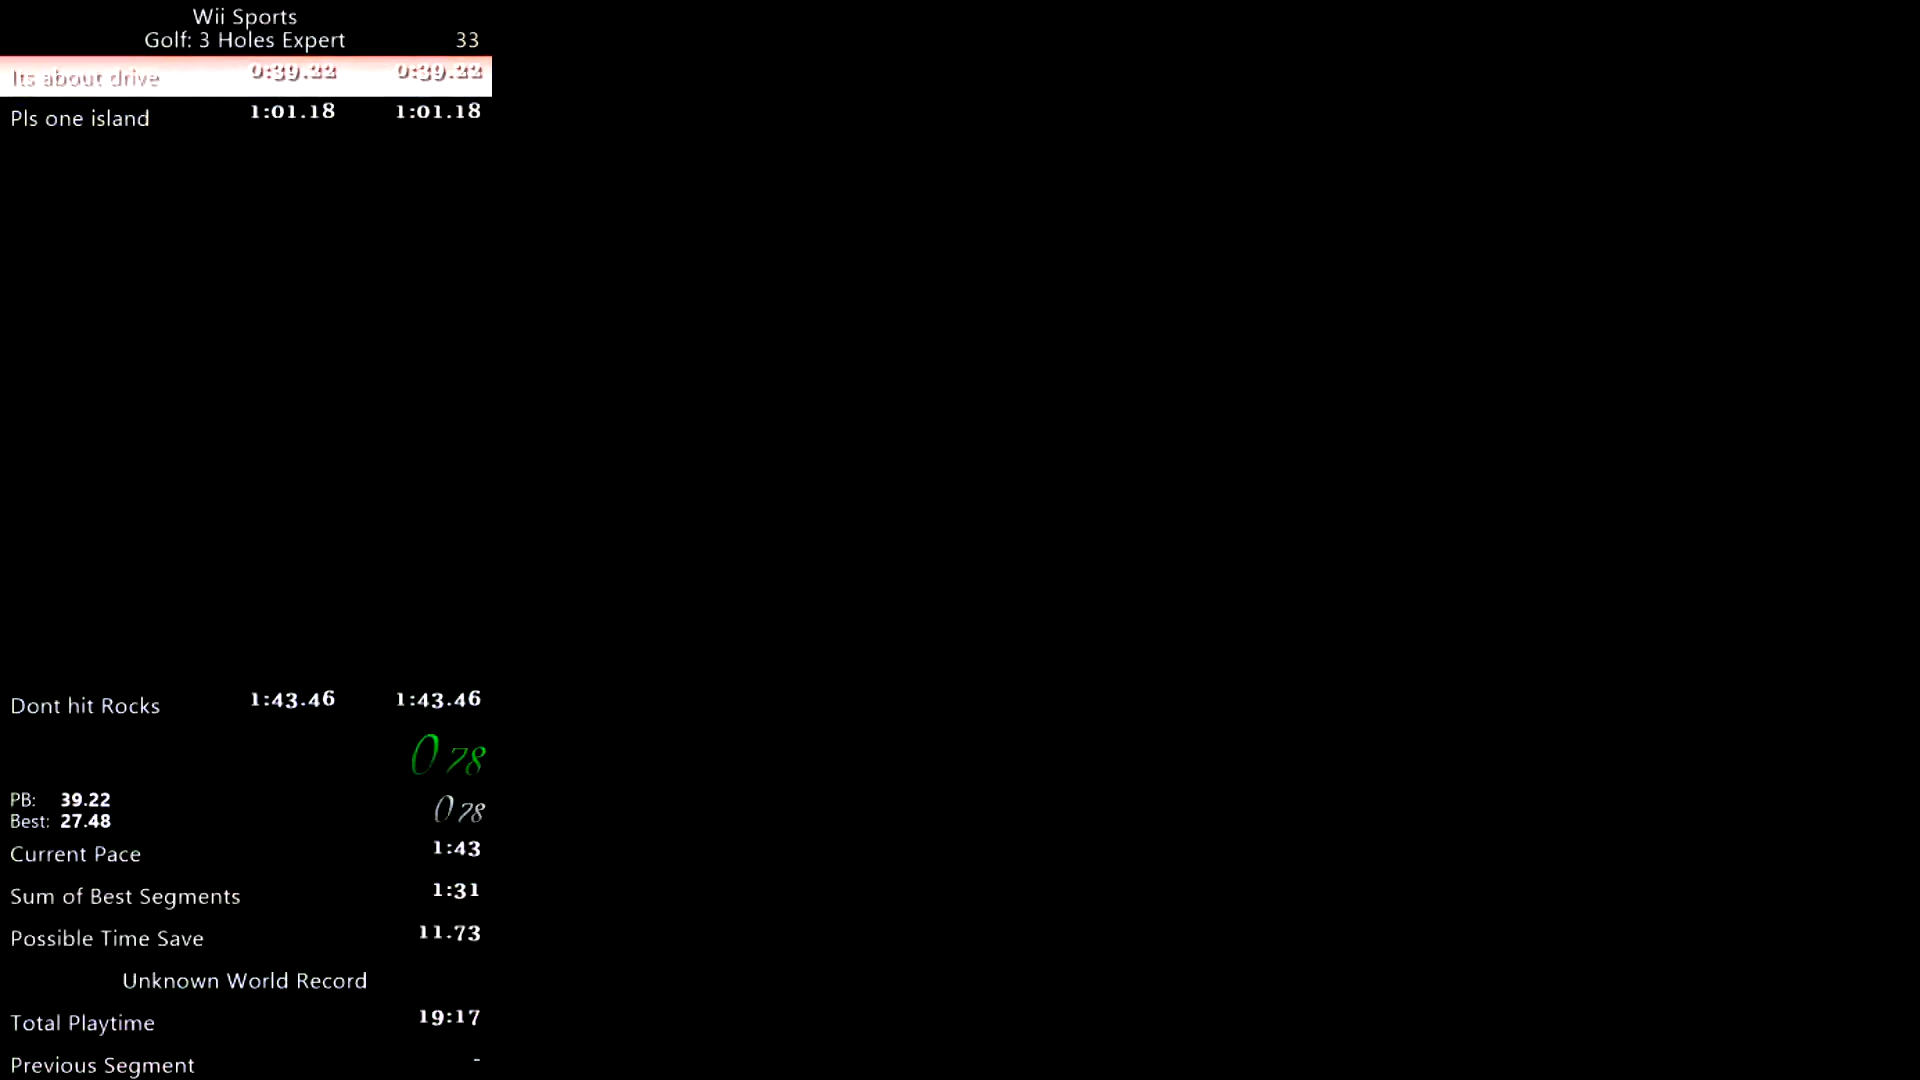 Wii Sports
Golf: 3 Holes Expert 33
Its about drive 0:39.22 0:39.22
Pls one island 1:01.18 1:01.18
Dont hit Rocks 1:43.46 1:43.46
0 78
PB: 39.22 0 78
Best: 27.48
Current Pace 1:43
Sum of Best Segments 1:31
Possible Time Save 11.73
Unknown World Record
Total Playtime 19:17
Previous Segment -